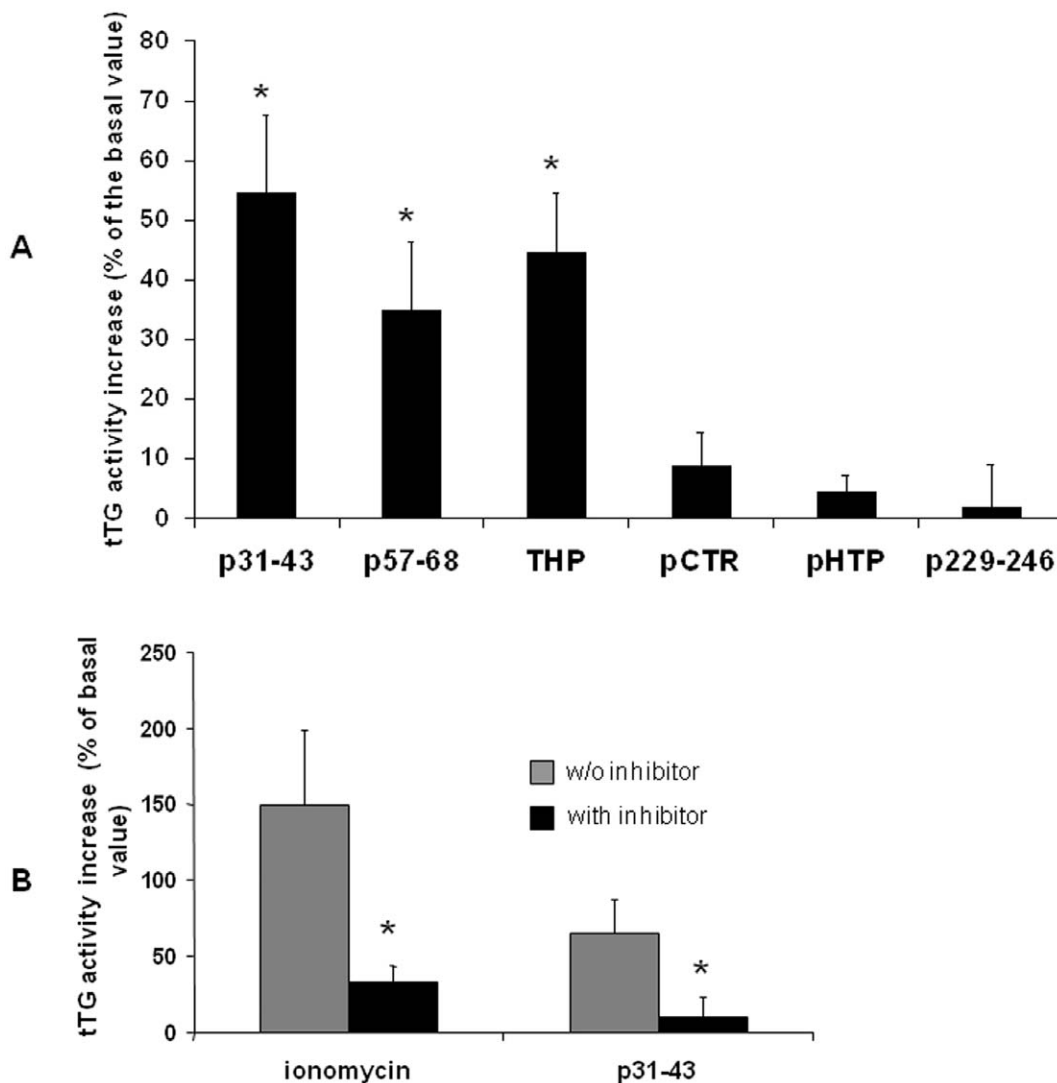 A
tTG activity increase (% of the basal value)
80
70
60
50
40
30
20
10
0
*
*
*
p31-43 p57-68 THP pCTR pHTP p229-246
B
tTG activity increase (% of basal
value)
250
200
150
100
50
0
w/o inhibitor
with inhibitor
*
*
ionomycin p31-43